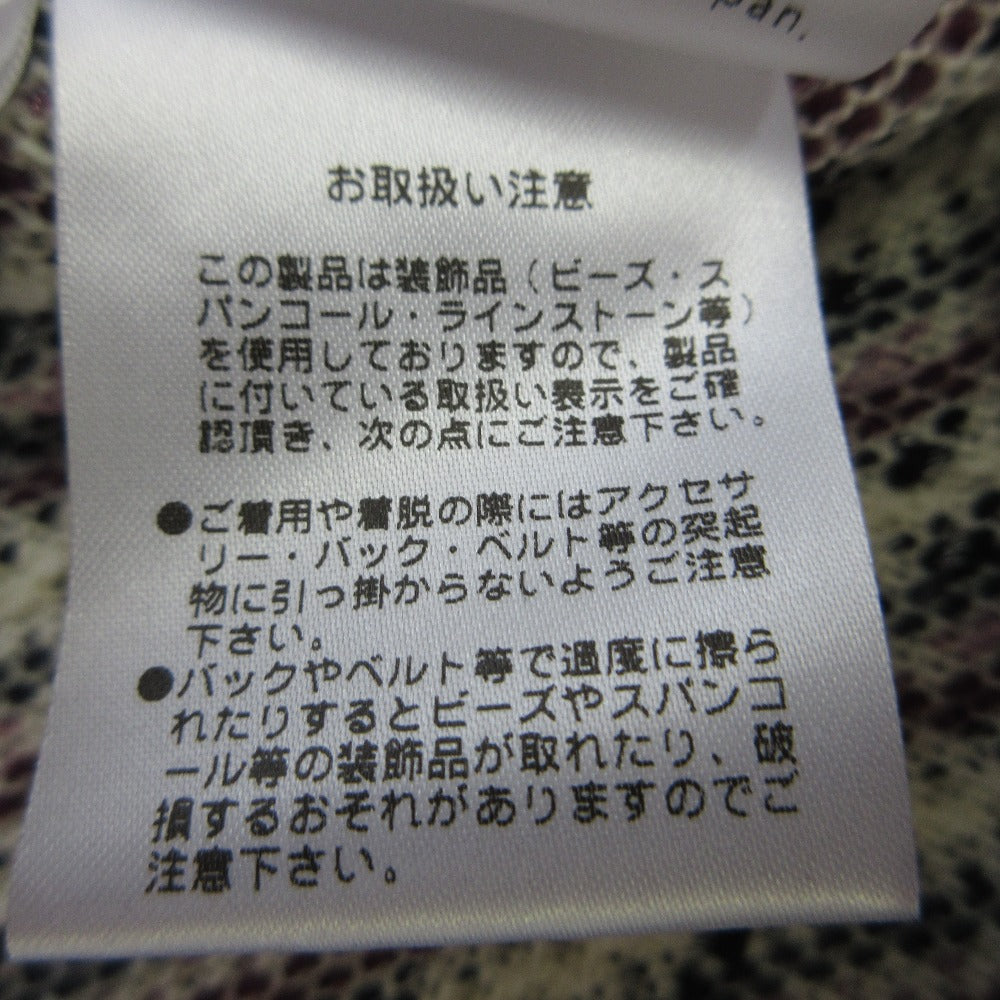 pan.
お取扱い注意
この製品は装飾品（ビーズ・ス
パンコール・ラインストーン等）
を使用しておりますので、製品
に付いている取扱い表示をご確
認頂き、次の点にご注意下さい。
●ご着用や着脱の際にはアクセサ
リー・バック・ベルト等の突起
物に引っ掛からないようご注意
下さい。
●バックやベルト等で過度に擦ら
れたりするとビーズやスパンコ
ール等の装飾品が取れたり、破
損するおそれがありますのでご
注意下さい。